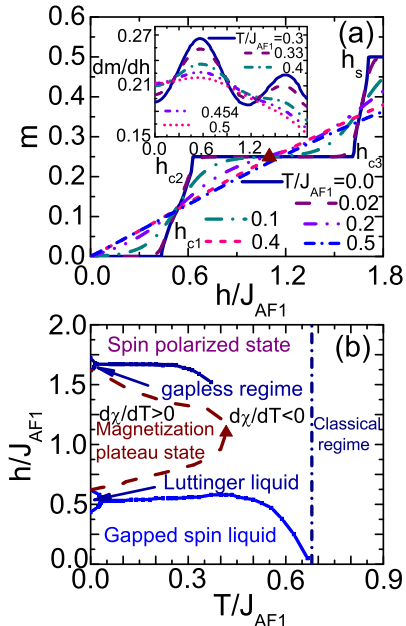 (a)
m
0.5
0.4
0.3
0.2
0.1
0.0
0.27
0.21
0.15
dm/dh
0.0 0.6 1.2 1.8
T/J_AF1=0.3
0.33
0.4
0.454
0.5
h_s
h_c3
h_c2
h_c1
T/J_AF1=0.0
0.1 0.02
0.2
0.4 0.5
0.0 0.6 1.2 1.8
h/J_AF1
(b)
h/J_AF1
2.0
1.5
1.0
0.5
0.0
Spin polarized state
gapless regime
dχ/dT>0 dχ/dT<0
Magnetization
plateau state
Classical
regime
Luttinger liquid
Gapped spin liquid
0.0 0.3 0.6 0.9
T/J_AF1